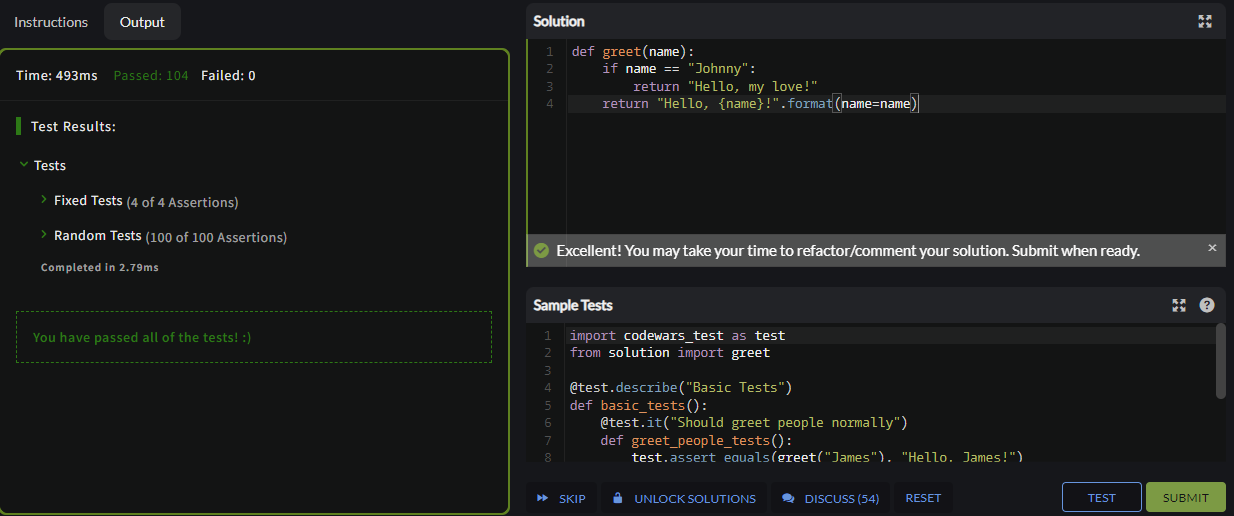 Instructions
Output
Time: 493ms Passed: 104 Failed: 0
Test Results:
Tests
Fixed Tests (4 of 4 Assertions)
Random Tests (100 of 100 Assertions)
Completed in 2.79ms
You have passed all of the tests! :)
Solution
1 def greet(name):
2     if name == "Johnny":
3         return "Hello, my love!"
4     return "Hello, {name}!".format(name=name)
Excellent! You may take your time to refactor/comment your solution. Submit when ready.
Sample Tests
1 import codewars_test as test
2 from solution import greet
3
4 @test.describe("Basic Tests")
5 def basic_tests():
6     @test.it("Should greet people normally")
7     def greet_people_tests():
8         test.assert_equals(greet("James"), "Hello, James!")
SKIP
UNLOCK SOLUTIONS
DISCUSS (54)
RESET
TEST
SUBMIT